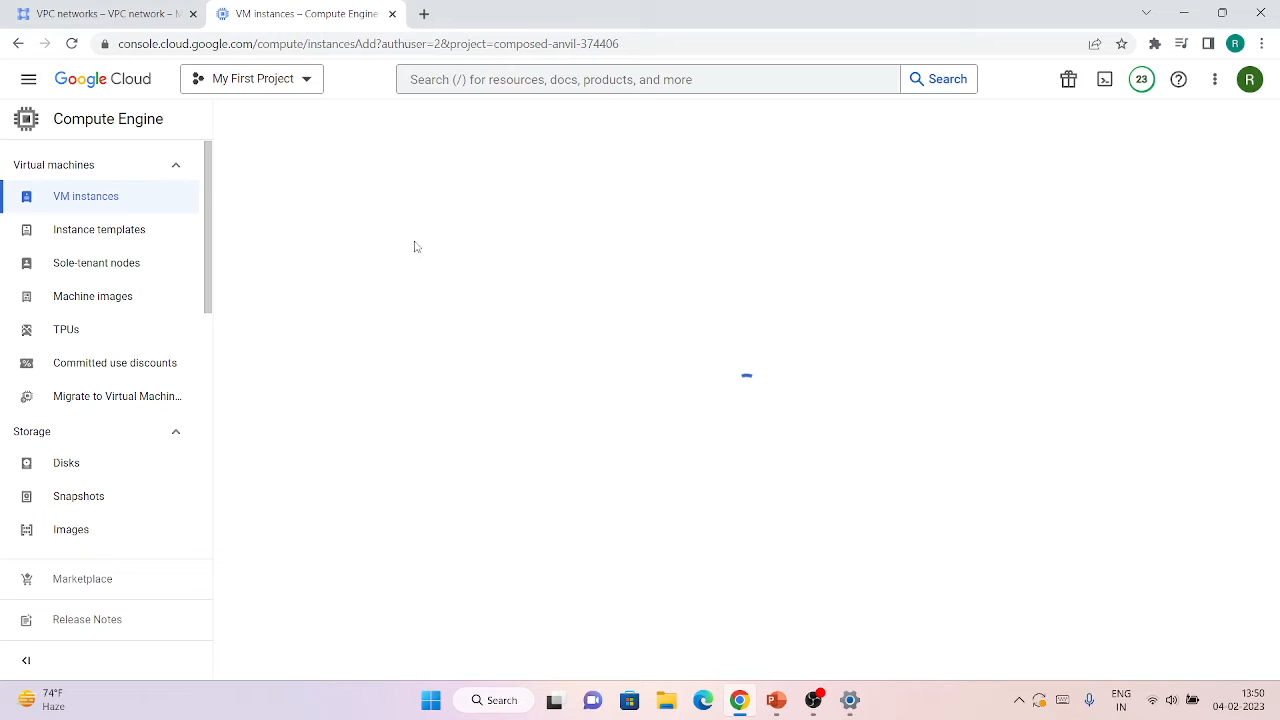 VPC networks – VPC network – M
VM instances – Compute Engine
console.cloud.google.com/compute/instancesAdd?authuser=2&project=compound-anvil-374406
R
Google Cloud
My First Project
Search (/) for resources, docs, products, and more
Search
23
R
Compute Engine
Virtual machines
VM instances
Instance templates
Sole-tenant nodes
Machine images
TPUs
Committed use discounts
Migrate to Virtual Machin...
Storage
Disks
Snapshots
Images
Marketplace
Release Notes
74°F
Haze
Search
ENG
IN
13:50
04-02-2023